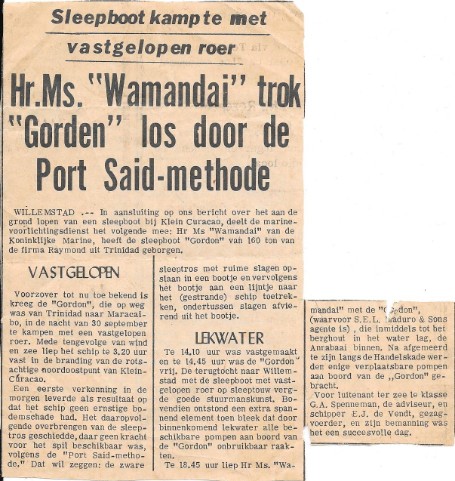 Sleepboot kampte met
vastgelopen roer
Hr.Ms. "Wamandai" trok
"Gorden" los door de
Port Said-methode
WILLEMSTAD .-- In aansluiting op ons bericht over het aan de
grond lopen van een sleepboot bij Klein Curacao, deelt de marine-
voorlichtingsdienst het volgende mee; Hr Ms "Wamandai" van de
Koninklijke Marine, heeft de sleepboot "Gordon" van 160 ton van
de firma Raymond uit Trinidad geborgen.
VASTGELOPEN
Voorzover tot nu toe bekend is
kreeg de "Gordon", die op weg
was van Trinidad naar Maracai-
bo, in de nacht van 30 september
te kampen met een vastgelopen
roer. Mede tengevolge van wind
en zee liep het schip te 3.20 uur
vast in de branding van de rots-
achtige noordoostpunt van Klein-
Curacao.
Een eerste verkenning in de
morgen leverde als resultaat op
dat het schip geen ernstige bo-
demschade had. Het daaropvol-
gende overbrengen van de sleep-
tros geschiedde, daar geen kracht
voor het spil beschikbaar was,
volgens de "Port Said-metho-
de." Dat wil zeggen: de zware
sleeptros met ruime slagen op-
slaan in een bootje en vervolgens
het bootje aan een lijntje naar
het (gestrande) schip toetrek-
ken, ondertussen slagen afvie-
rend uit het bootje.
LEKWATER
Te 14.10 uur was vastgemaakt
en te 14.45 uur was de "Gordon"
vrij. De terugtocht naar Willem-
stad met de sleepboot met vast-
gelopen roer op sleeptouw verg-
de goede stuurmanskunst. Bo-
vendien ontstond een extra span-
nend element toen bleek dat door
binnenkomend lekwater alle be-
schikbare pompen aan boord van
de "Gordon" onbruikbaar raak-
ten.
Te 18.45 uur liep Hr Ms. "Wa-
mandai" met de "Gordon",
(waarvoor S.E.L. Maduro & Sons
agente is) , die inmiddels tot het
berghout in het water lag, de
Annabaai binnen. Na afgemeerd
te zijn langs de Handelskade wer-
den enige verplaatsbare pompen
aan boord van de ,,Gordon" ge-
bracht.
Voor luitenant ter zee 1e klasse
G.A. Speneman, de adviseur, en
schipper E.J. de Vendt, gezag-
voerder, en zijn bemanning was
het een succesvolle dag.